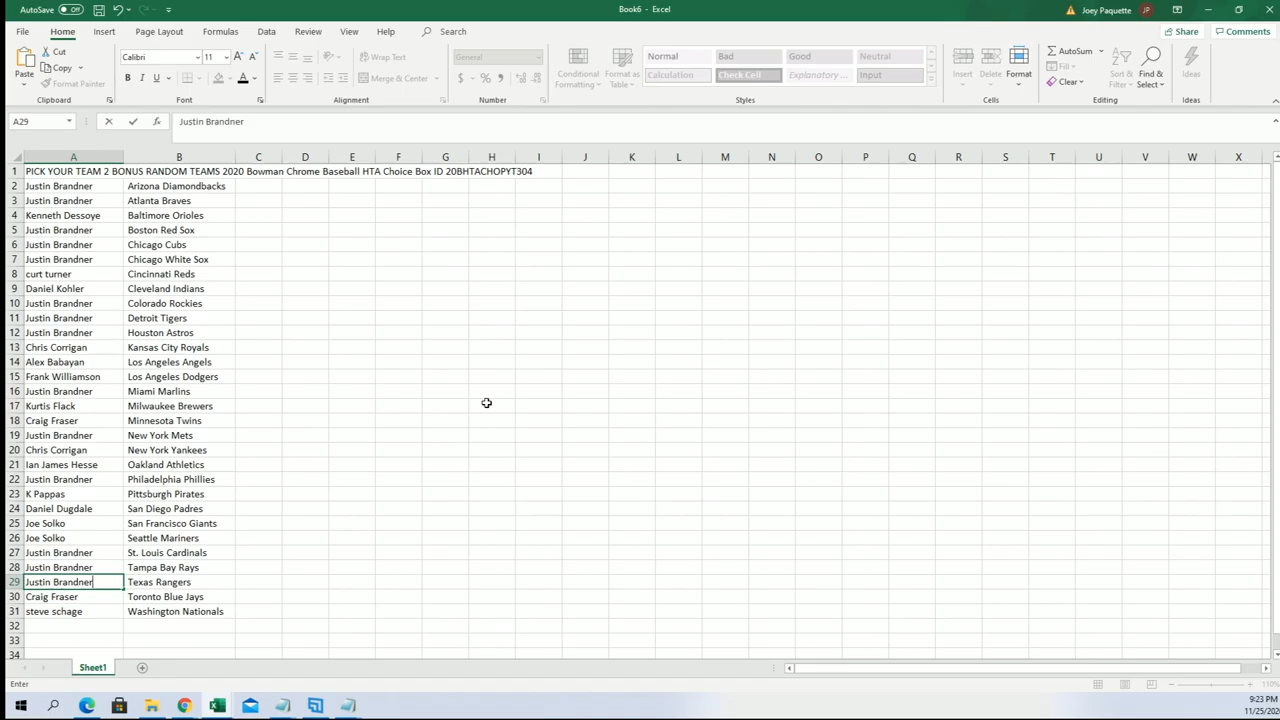 AutoSave Off
Book6 - Excel
Joey Paquette JP
File Home Insert Page Layout Formulas Data Review View Help Search Share Comments
Paste Cut Copy Format Painter Clipboard
Calibri 11 B I U Font
Wrap Text Merge & Center Alignment
General $ % Number
Conditional Formatting Format as Table
Normal Bad Good Neutral
Calculation Check Cell Explanatory ... Input
Styles
Insert Delete Format Cells
AutoSum Fill Clear Sort & Filter Find & Select Editing
Ideas Ideas
A29 fx Justin Brandner
A B C D E F G H I J K L M N O P Q R S T U V W X
1 PICK YOUR TEAM 2 BONUS RANDOM TEAMS 2020 Bowman Chrome Baseball HTA Choice Box ID 20BHTACHOPYT304
2 Justin Brandner Arizona Diamondbacks
3 Justin Brandner Atlanta Braves
4 Kenneth Dessoye Baltimore Orioles
5 Justin Brandner Boston Red Sox
6 Justin Brandner Chicago Cubs
7 Justin Brandner Chicago White Sox
8 curt turner Cincinnati Reds
9 Daniel Kohler Cleveland Indians
10 Justin Brandner Colorado Rockies
11 Justin Brandner Detroit Tigers
12 Justin Brandner Houston Astros
13 Chris Corrigan Kansas City Royals
14 Alex Babayan Los Angeles Angels
15 Frank Williamson Los Angeles Dodgers
16 Justin Brandner Miami Marlins
17 Kurtis Flack Milwaukee Brewers
18 Craig Fraser Minnesota Twins
19 Justin Brandner New York Mets
20 Chris Corrigan New York Yankees
21 Ian James Hesse Oakland Athletics
22 Justin Brandner Philadelphia Phillies
23 K Pappas Pittsburgh Pirates
24 Daniel Dugdale San Diego Padres
25 Joe Solko San Francisco Giants
26 Joe Solko Seattle Mariners
27 Justin Brandner St. Louis Cardinals
28 Justin Brandner Tampa Bay Rays
29 Justin Brandner Texas Rangers
30 Craig Fraser Toronto Blue Jays
31 steve schage Washington Nationals
32
33
34
Sheet1
Enter 110%
9:23 PM
11/25/20